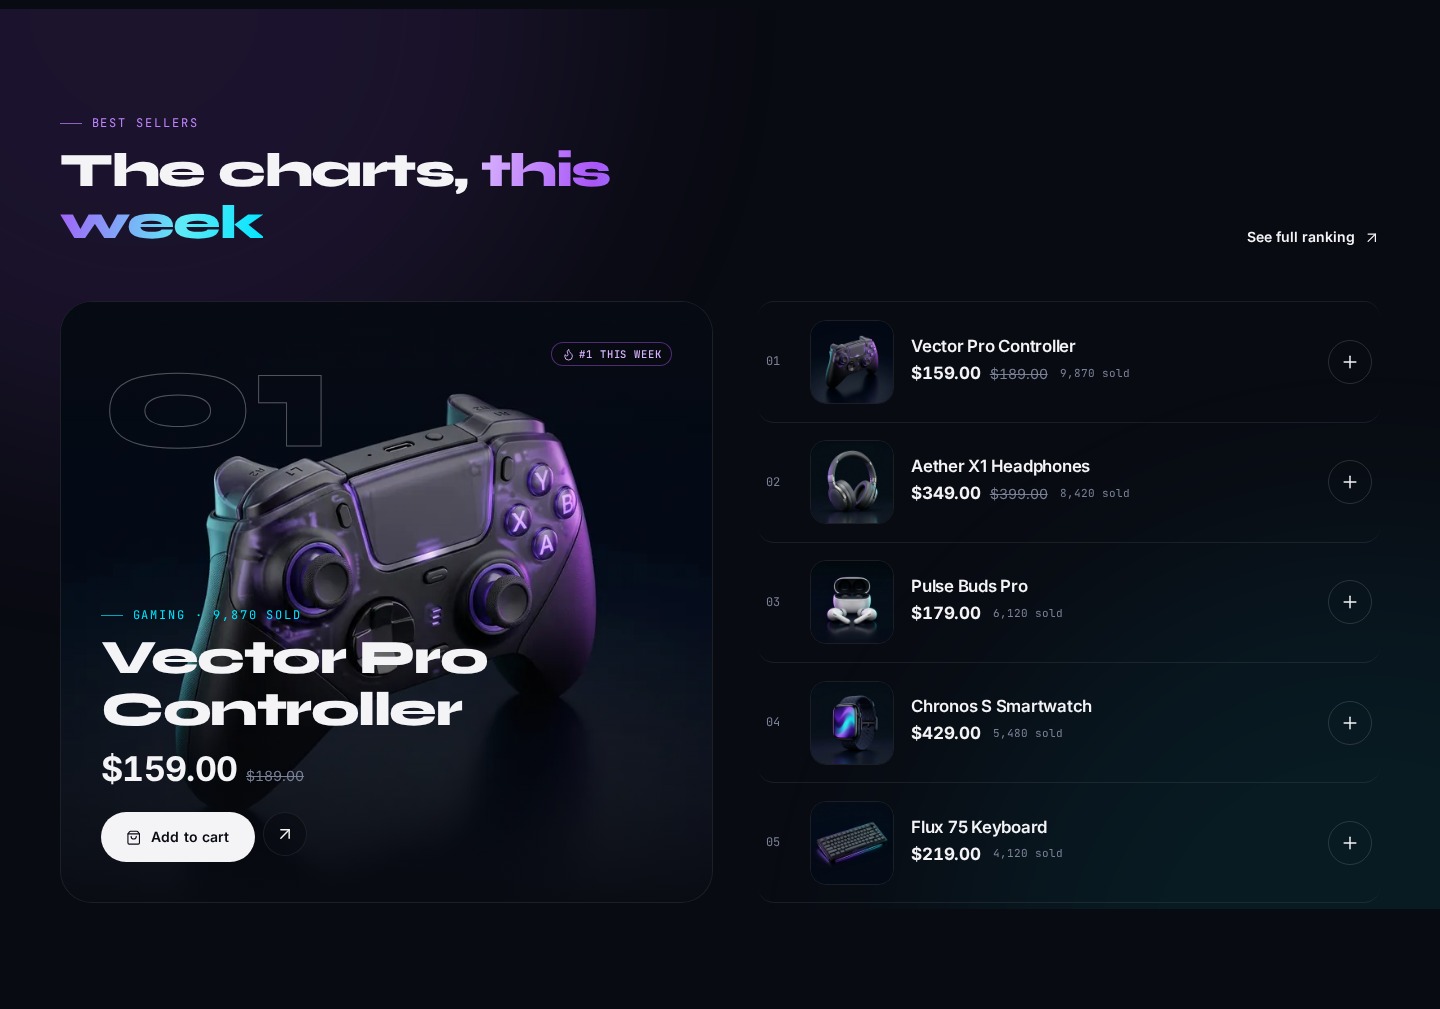 BEST SELLERS
The charts, this
week
See full ranking
#1 THIS WEEK
01
R2
L1
Y
B
X
A
GAMING · 9,870 SOLD
Vector Pro
Controller
$159.00 $189.00
Add to cart
01
Vector Pro Controller
$159.00 $189.00 9,870 sold
02
Aether X1 Headphones
$349.00 $399.00 8,420 sold
03
Pulse Buds Pro
$179.00 6,120 sold
04
Chronos S Smartwatch
$429.00 5,480 sold
05
Flux 75 Keyboard
$219.00 4,120 sold